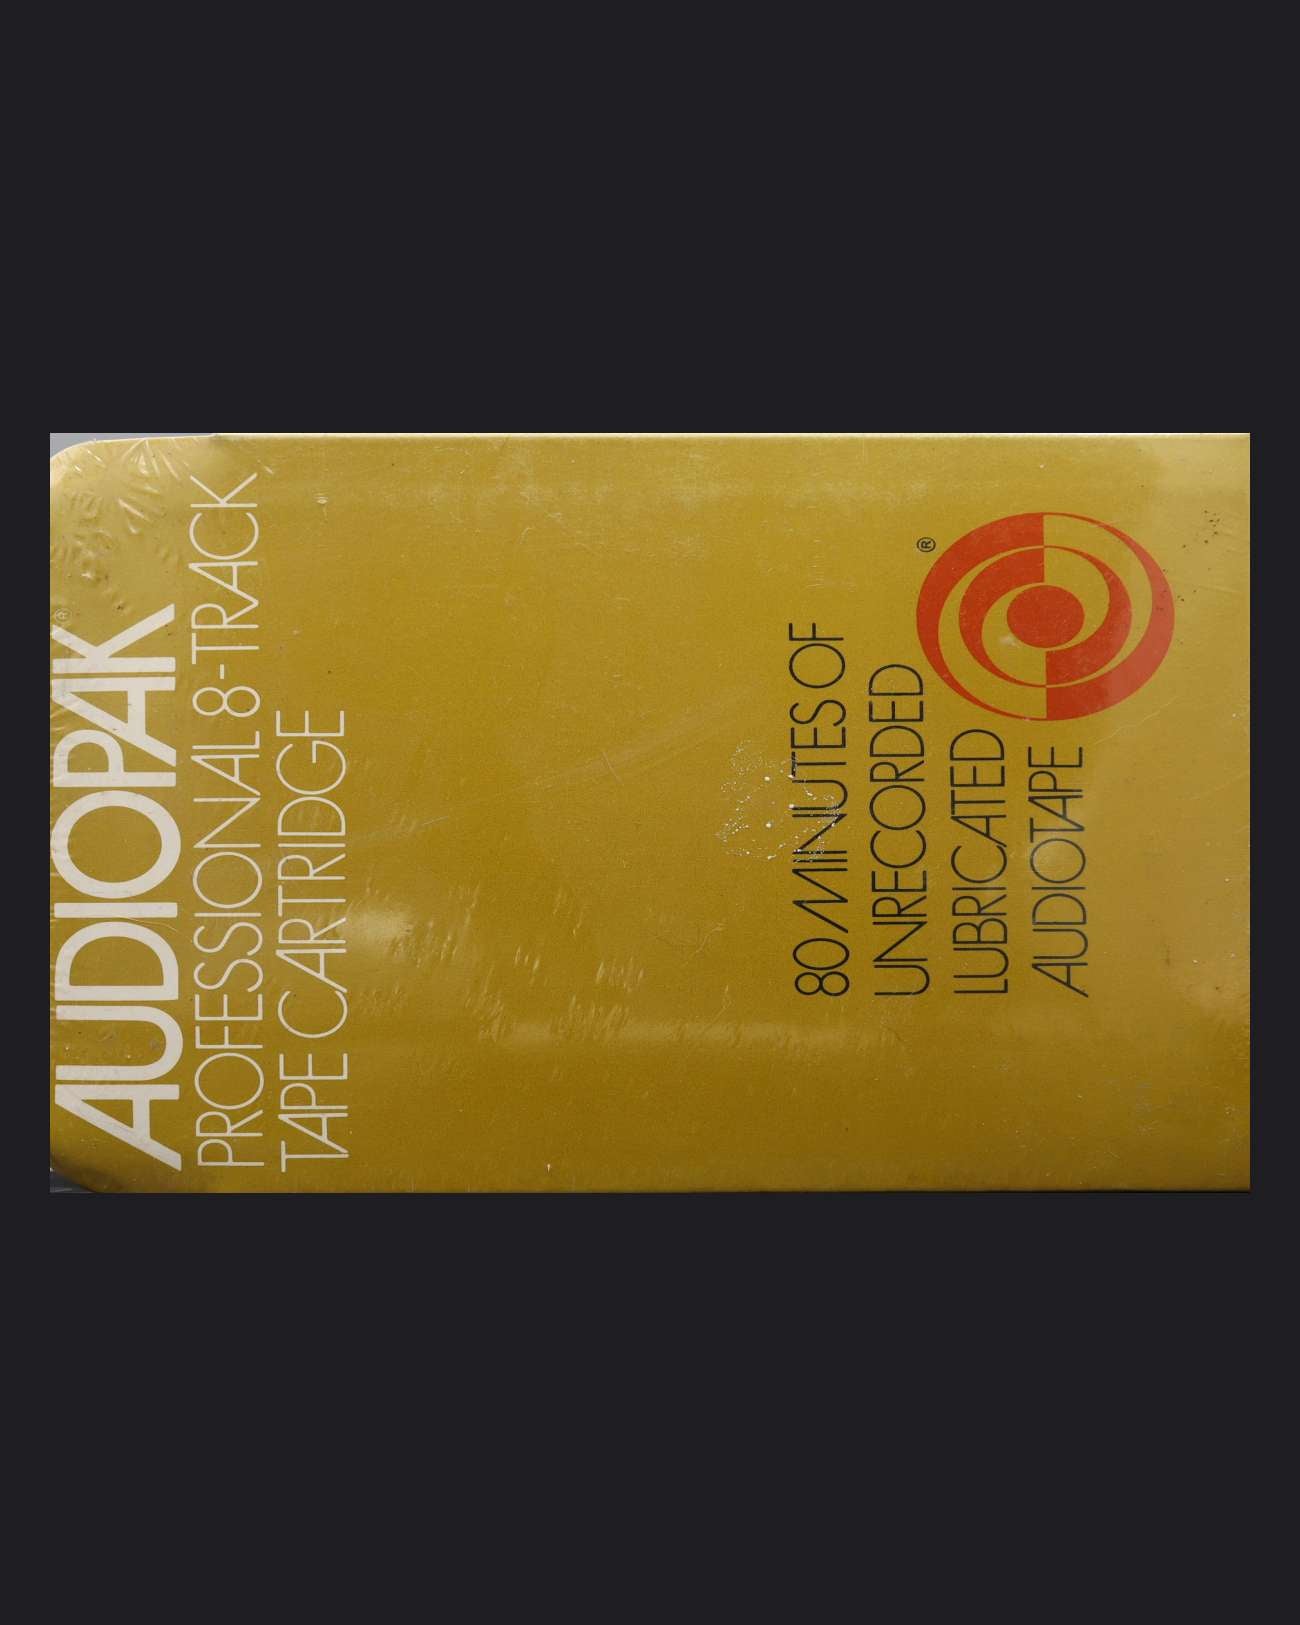 AUDIOPAK®
PROFESSIONAL 8-TRACK
TAPE CARTRIDGE
80 MINUTES OF
UNRECORDED
LUBRICATED
AUDIOTAPE
®